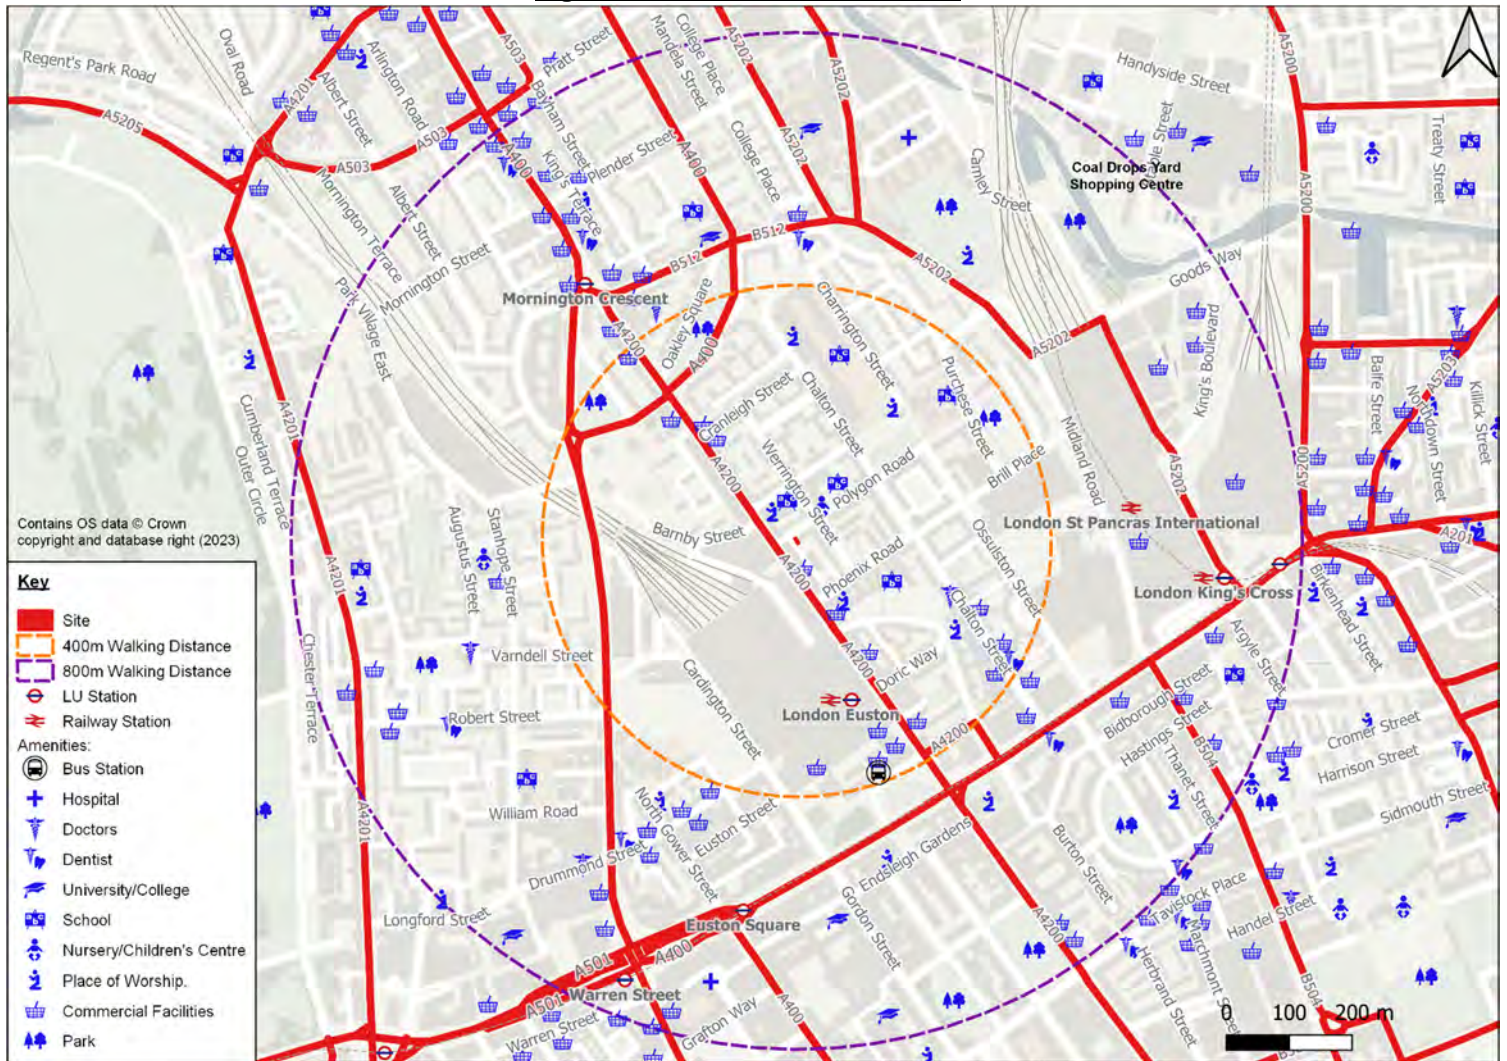 Regent's Park Road
Oval Road
A4201
Albert Street
Arlington Road
A503
A503
Pratt Street
Bayham Street
Mandela Street
College Place
A5202
A5202
A5200
Handyside Street
Treaty Street
A5205
A503
Mornington Terrace
Albert Street
Mornington Street
Park Village East
A400
King's Terrace
Plender Street
A400
College Place
Camley Street
Coal Drops Yard
Shopping Centre
A5200
Goods Way
B512
B512
A5202
Mornington Crescent
Oakley Square
A4200
A400
Charrington Street
Purchese Street
A5202
King's Boulevard
Balfe Street
A5203
Northdown Street
Killick Street
Cumberland Terrace
Outer Circle
A4201
Cranleigh Street
Chalton Street
Werrington Street
Polygon Road
Brill Place
Midland Road
A5202
A5200
A4200
Contains OS data © Crown
copyright and database right (2023)
Augustus Street
Stanhope Street
Barnby Street
A4200
Phoenix Road
Ossulston Street
London St Pancras International
A201
London King's Cross
Birkenhead Street
Argyle Street
A4201
Chester Terrace
Varndell Street
Robert Street
Cardington Street
A4200
Doric Way
Chalton Street
London Euston
A4200
Bidborough Street
Hastings Street
Thanet Street
B504
Cromer Street
Harrison Street
Sidmouth Street
A4201
William Road
Drummond Street
North Gower Street
Euston Street
Endsleigh Gardens
Gordon Street
Burton Street
A4200
Longford Street
Euston Square
A501
A400
A501
Warren Street
Warren Street
Grafton Way
A400
Tavistock Place
Marchmont Street
Herbrand Street
Handel Street
B504
Key
Site
400m Walking Distance
800m Walking Distance
LU Station
Railway Station
Amenities:
Bus Station
Hospital
Doctors
Dentist
University/College
School
Nursery/Children's Centre
Place of Worship.
Commercial Facilities
Park
0 100 200 m